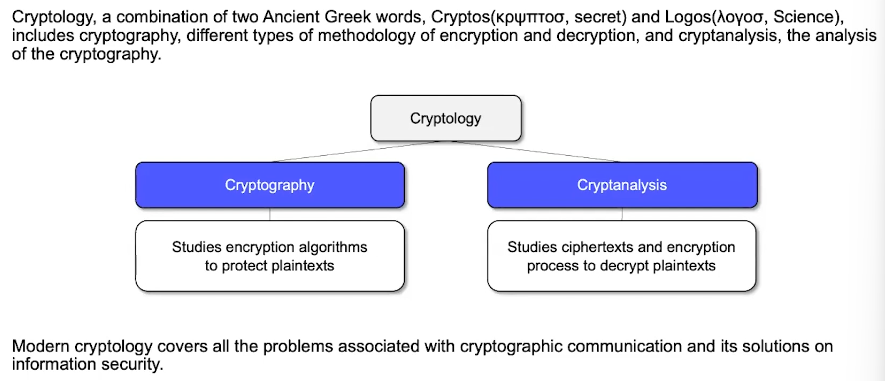 Cryptology, a combination of two Ancient Greek words, Cryptos(κρψπτοσ, secret) and Logos(λογοσ, Science),
includes cryptography, different types of methodology of encryption and decryption, and cryptanalysis, the analysis
of the cryptography.
Cryptology
Cryptography
Cryptanalysis
Studies encryption algorithms
to protect plaintexts
Studies ciphertexts and encryption
process to decrypt plaintexts
Modern cryptology covers all the problems associated with cryptographic communication and its solutions on
information security.